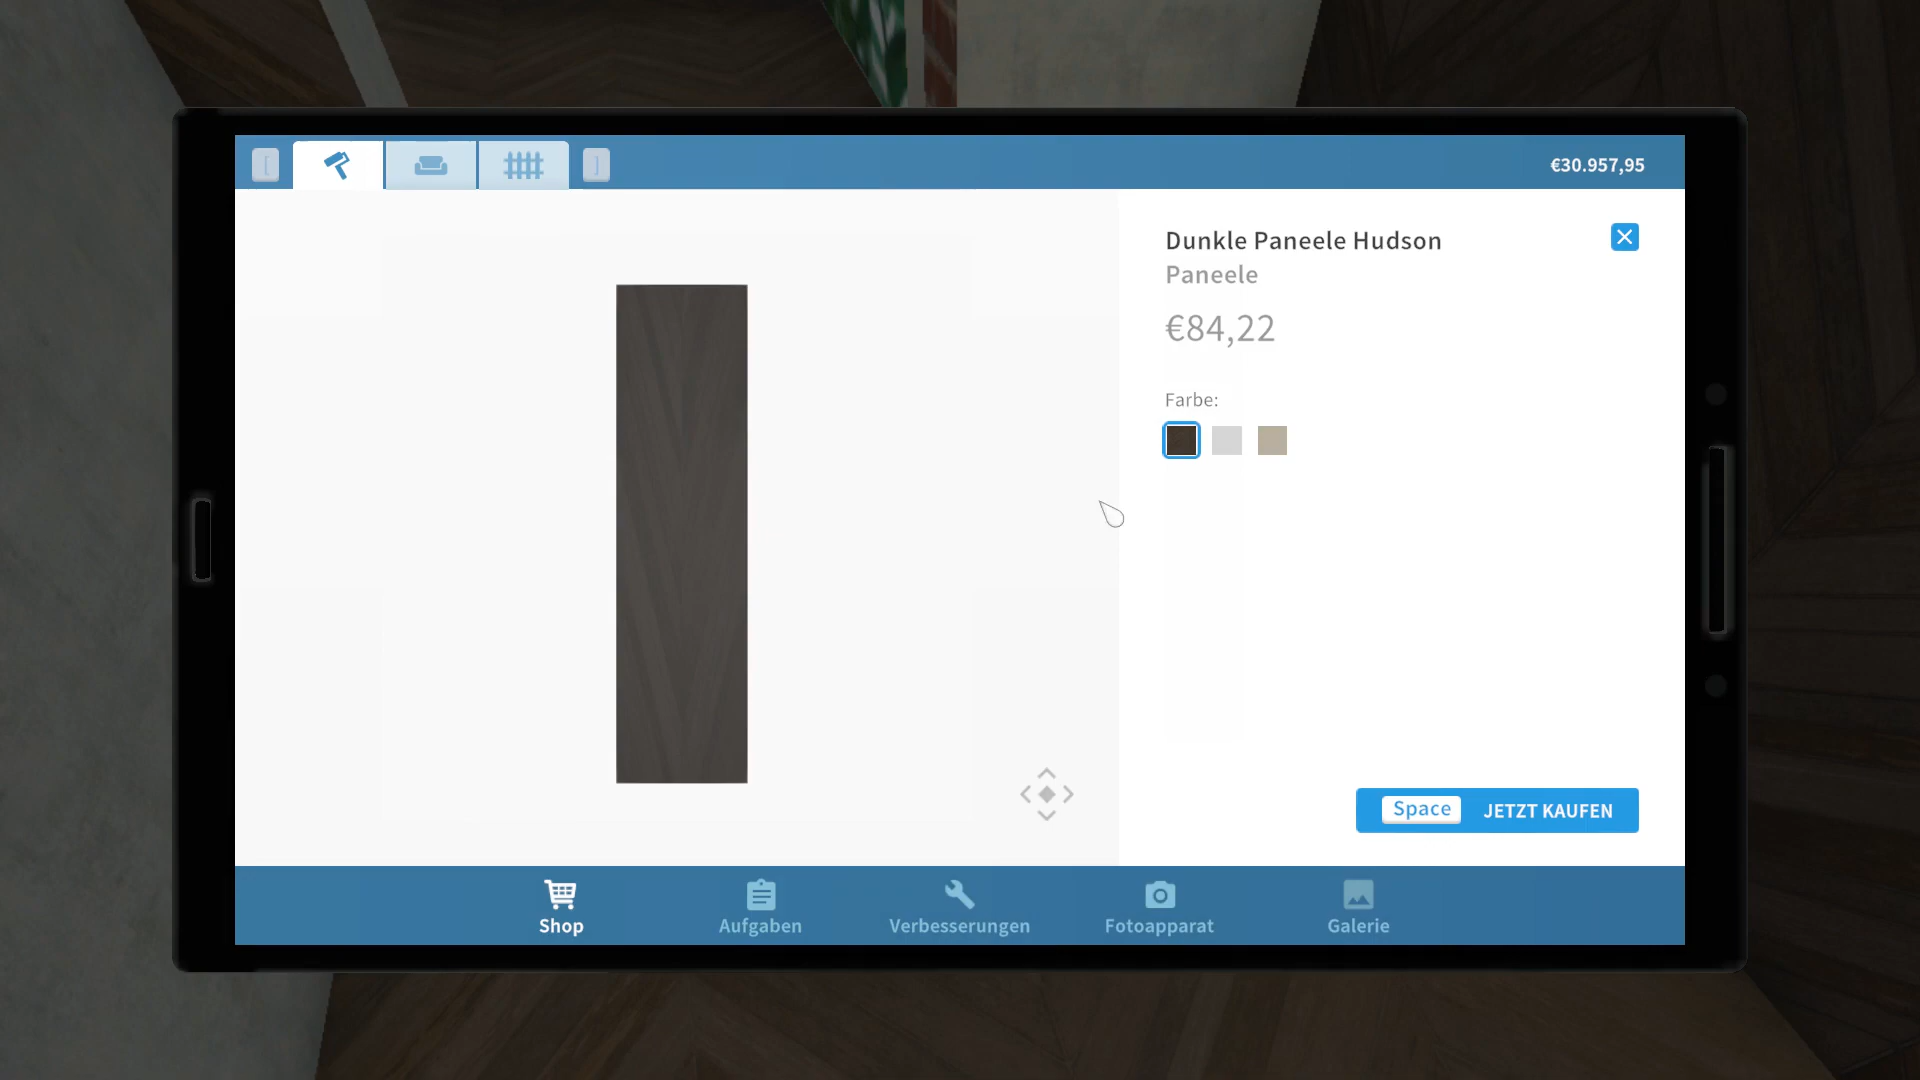 [
]
€30.957,95
Dunkle Paneele Hudson
Paneele
€84,22
Farbe:
Space JETZT KAUFEN
Shop
Aufgaben
Verbesserungen
Fotoapparat
Galerie